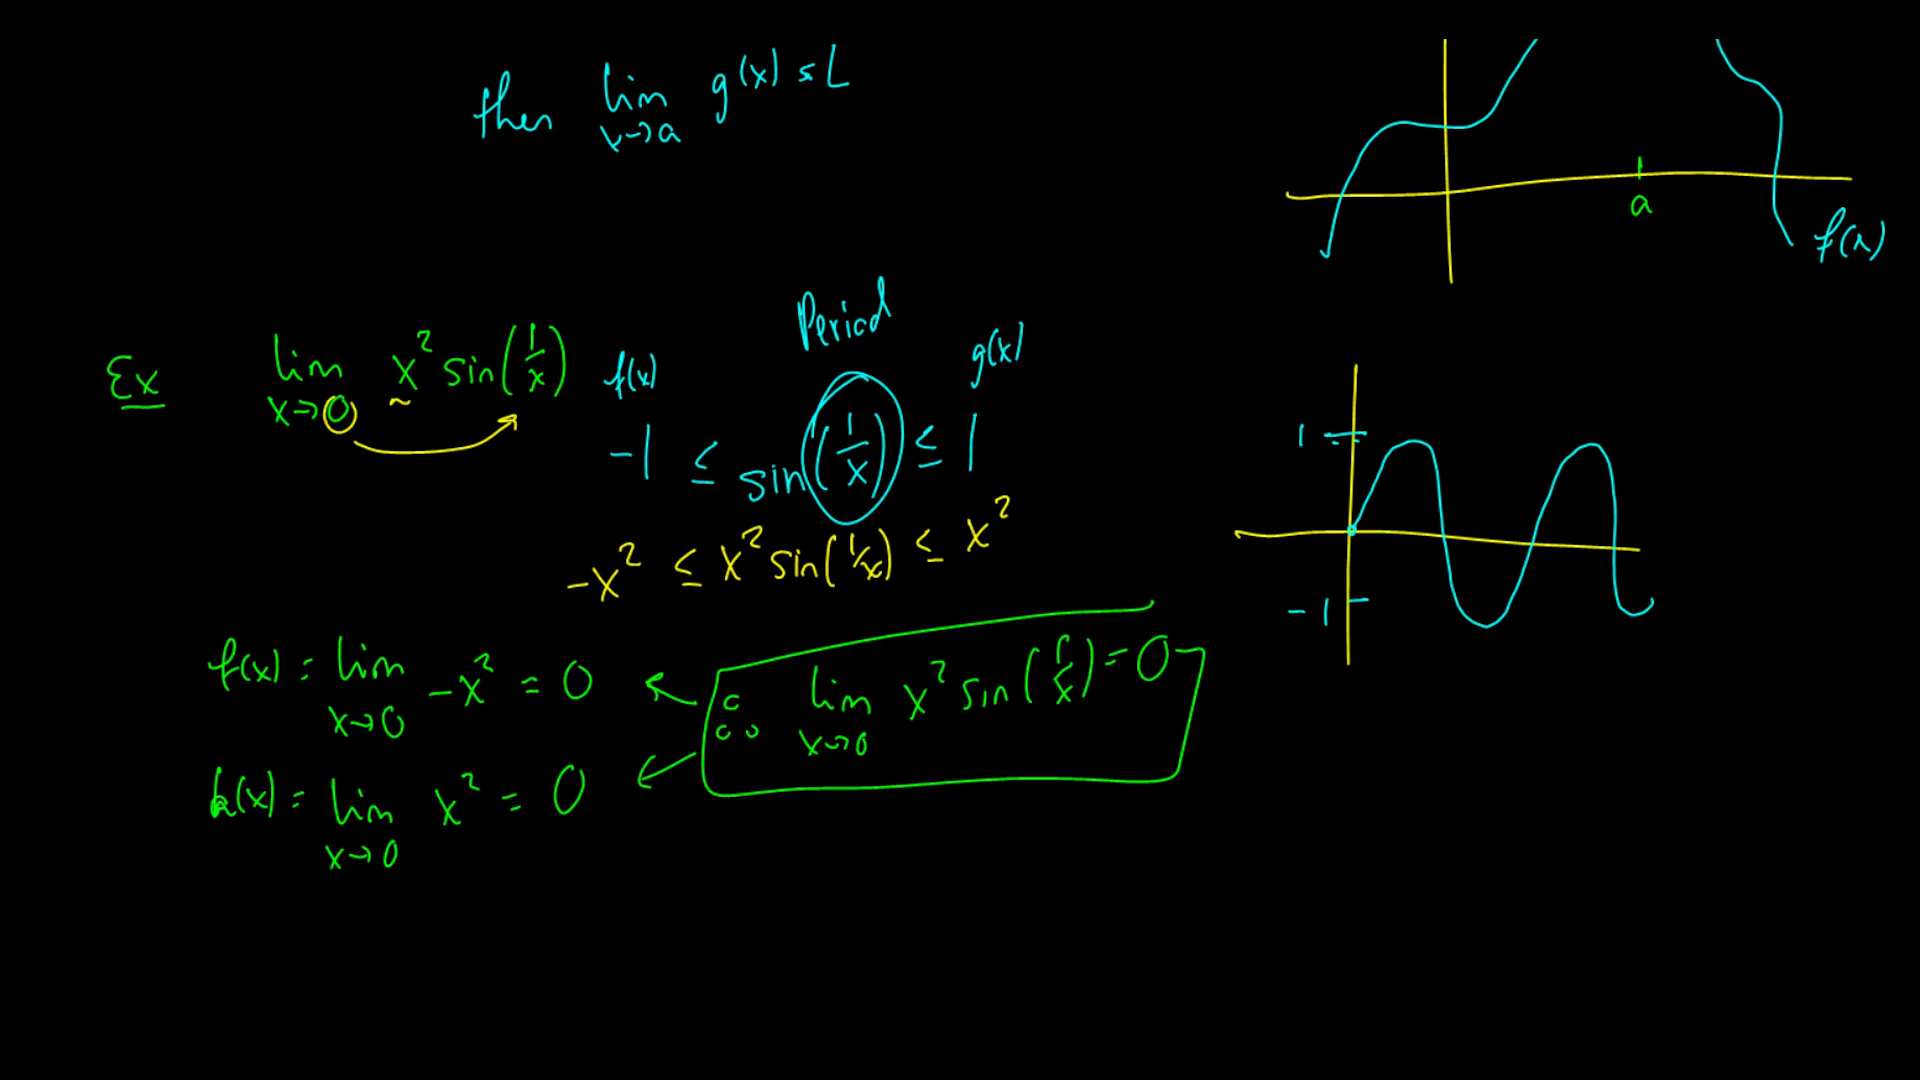 then lim g(x) = L
x→a
a
f(x)
Period
Ex lim x² sin(1/x)
x→0
f(x) g(x)
-1 ≤ sin(1/x) ≤ 1
-x² ≤ x² sin(1/x) ≤ x²
1
-1
f(x) = lim -x² = 0
x→0
∴ lim x² sin(1/x) = 0
x→0
h(x) = lim x² = 0
x→0